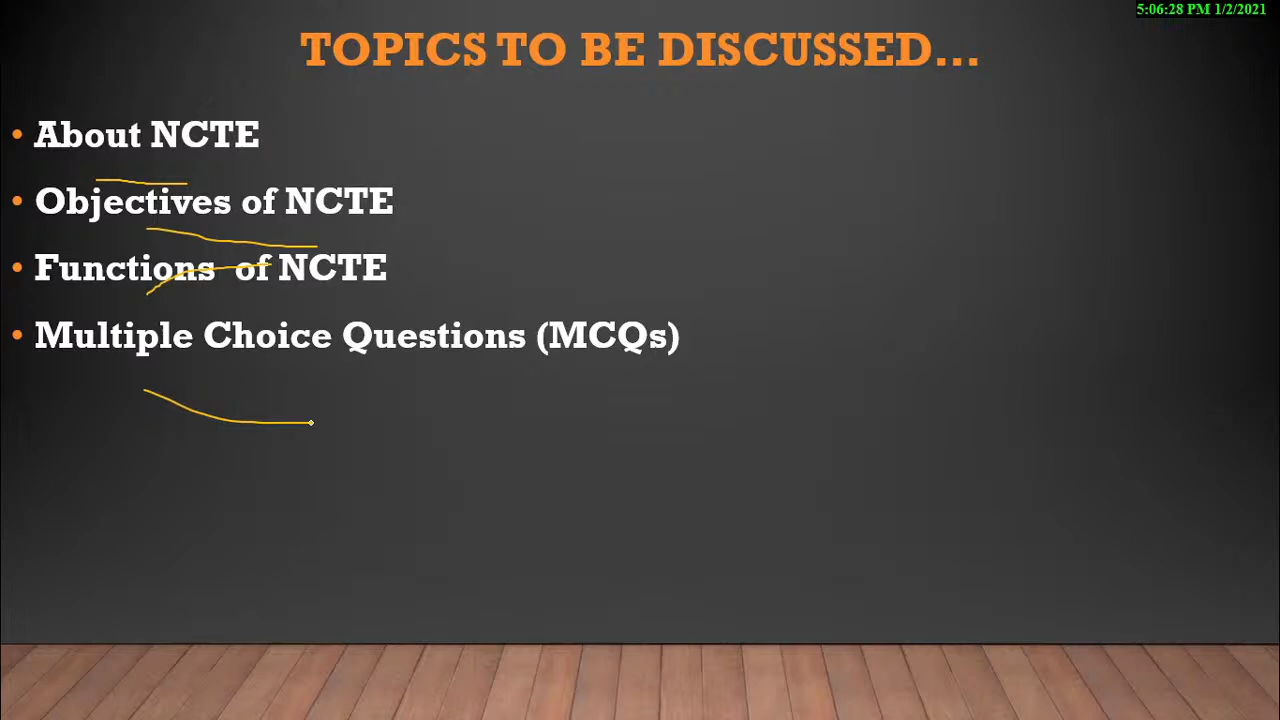 5:06:28 PM 1/2/2021
TOPICS TO BE DISCUSSED...
• About NCTE
• Objectives of NCTE
• Functions of NCTE
• Multiple Choice Questions (MCQs)